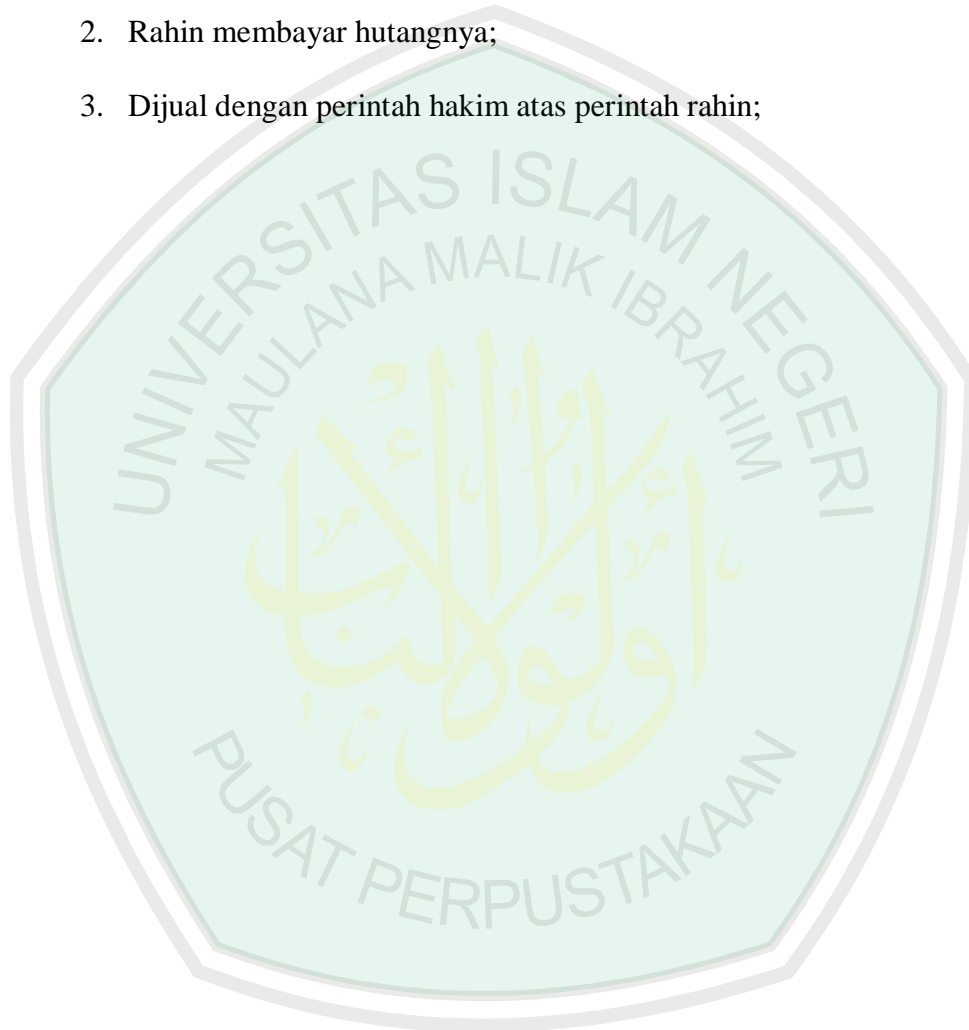 2. Rahin membayar hutangnya;
3. Dijual dengan perintah hakim atas perintah rahin;
UNIVERSITAS ISLAM NEGERI
MAULANA MALIK IBRAHIM
PUSAT PERPUSTAKAAN